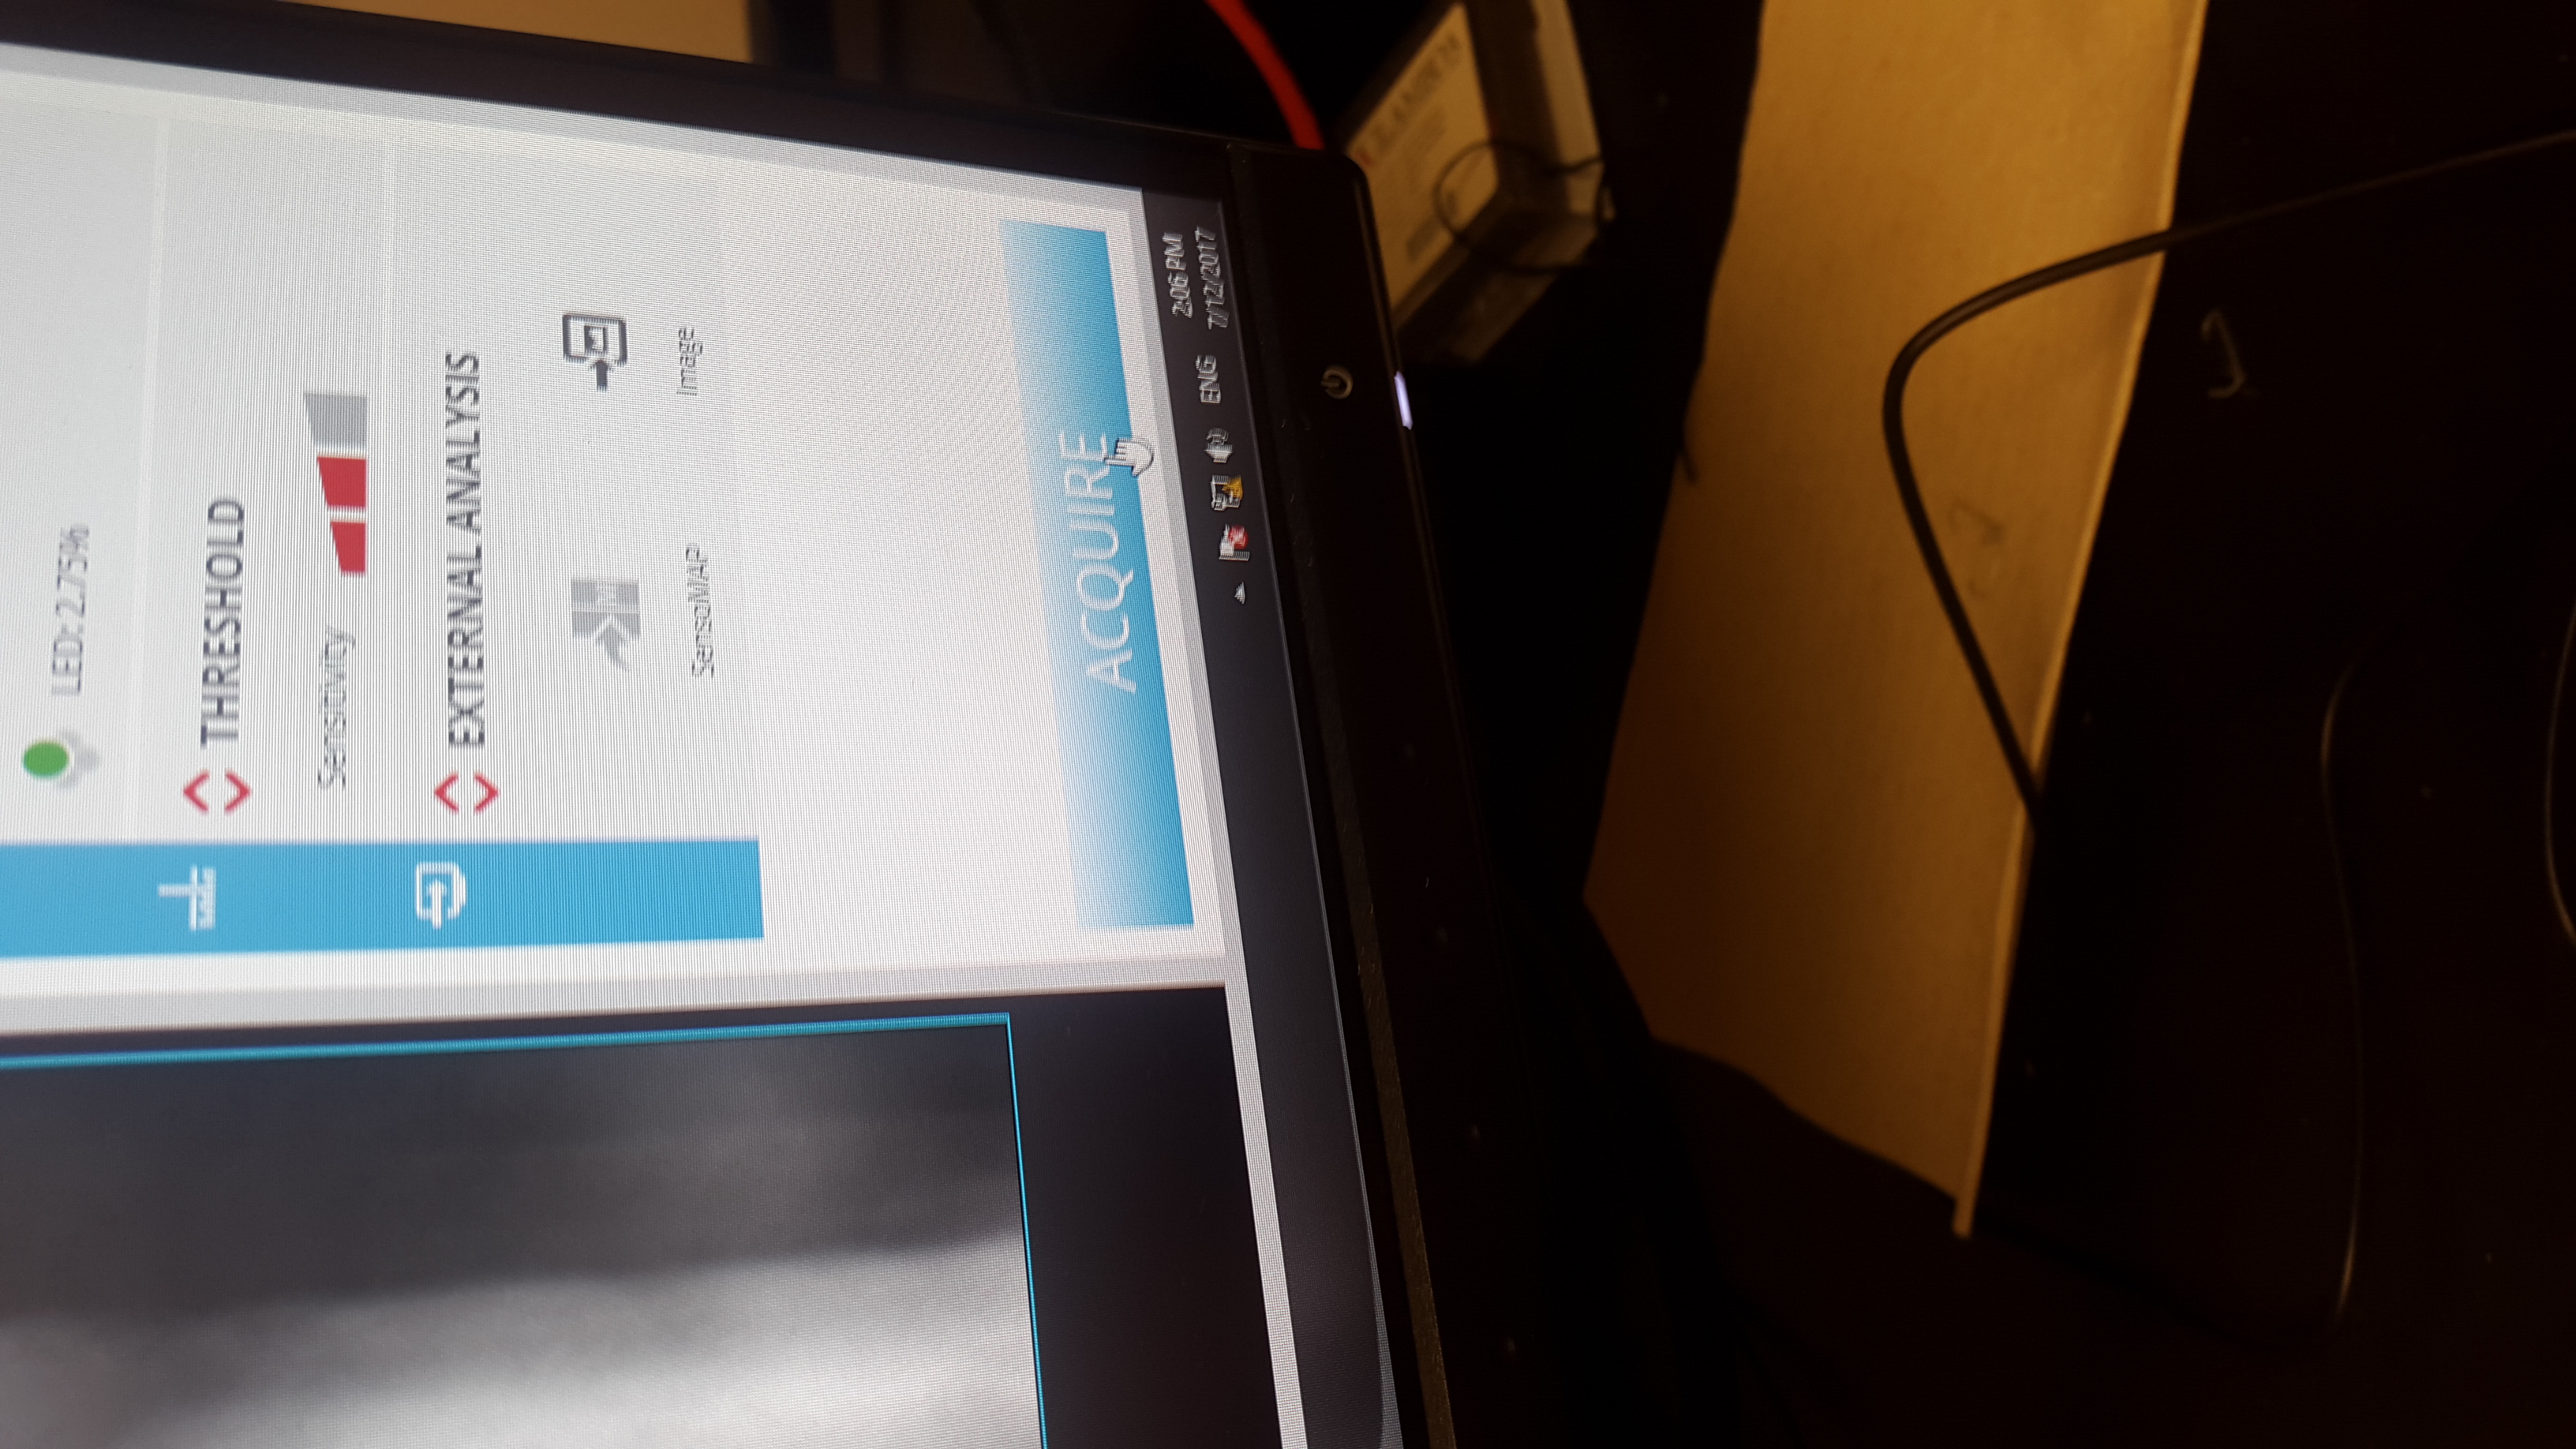 LED: 2.75%
THRESHOLD
Sensitivity
EXTERNAL ANALYSIS
SensoMAP
Image
ACQUIRE
ENG
2:06 PM
7/12/2017